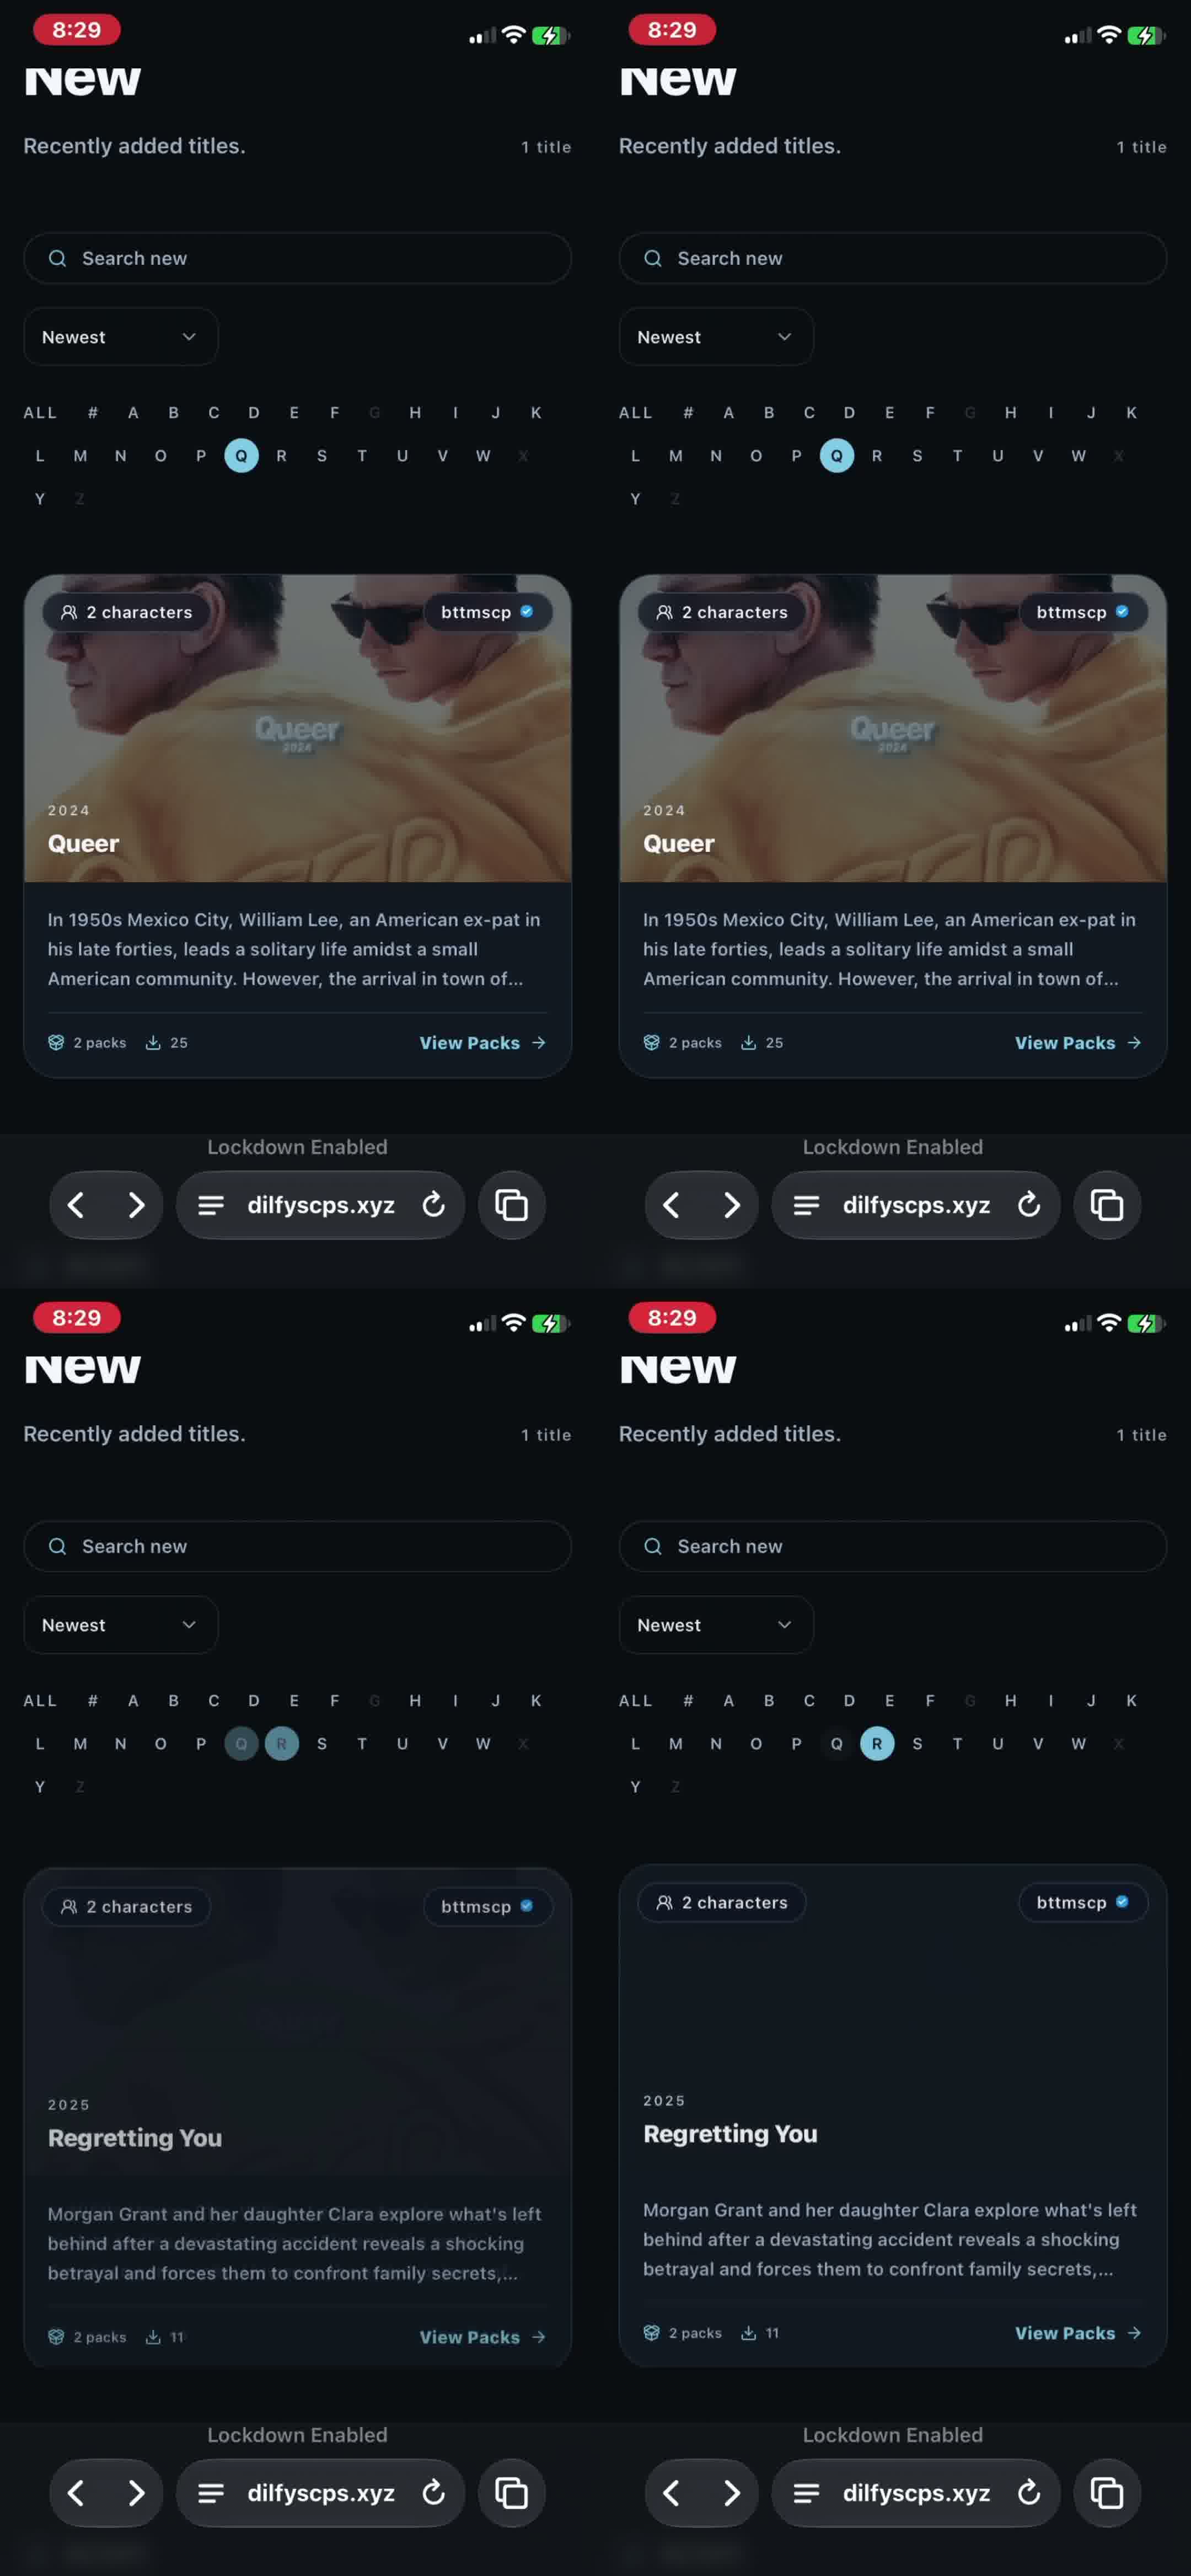 8:29
New
Recently added titles.
1 title
Search new
Newest
ALL # A B C D E F G H I J K
L M N O P Q R S T U V W X
Y Z
2 characters
bttmscp
Queer
2024
2024
Queer
In 1950s Mexico City, William Lee, an American ex-pat in
his late forties, leads a solitary life amidst a small
American community. However, the arrival in town of...
2 packs 25 View Packs
Lockdown Enabled
dilfyscps.xyz
8:29
New
Recently added titles.
1 title
Search new
Newest
ALL # A B C D E F G H I J K
L M N O P Q R S T U V W X
Y Z
2 characters
bttmscp
Queer
2024
2024
Queer
In 1950s Mexico City, William Lee, an American ex-pat in
his late forties, leads a solitary life amidst a small
American community. However, the arrival in town of...
2 packs 25 View Packs
Lockdown Enabled
dilfyscps.xyz
8:29
New
Recently added titles.
1 title
Search new
Newest
ALL # A B C D E F G H I J K
L M N O P Q R S T U V W X
Y Z
2 characters
bttmscp
2025
Regretting You
Morgan Grant and her daughter Clara explore what's left
behind after a devastating accident reveals a shocking
betrayal and forces them to confront family secrets,...
2 packs 11 View Packs
Lockdown Enabled
dilfyscps.xyz
8:29
New
Recently added titles.
1 title
Search new
Newest
ALL # A B C D E F G H I J K
L M N O P Q R S T U V W X
Y Z
2 characters
bttmscp
2025
Regretting You
Morgan Grant and her daughter Clara explore what's left
behind after a devastating accident reveals a shocking
betrayal and forces them to confront family secrets,...
2 packs 11 View Packs
Lockdown Enabled
dilfyscps.xyz